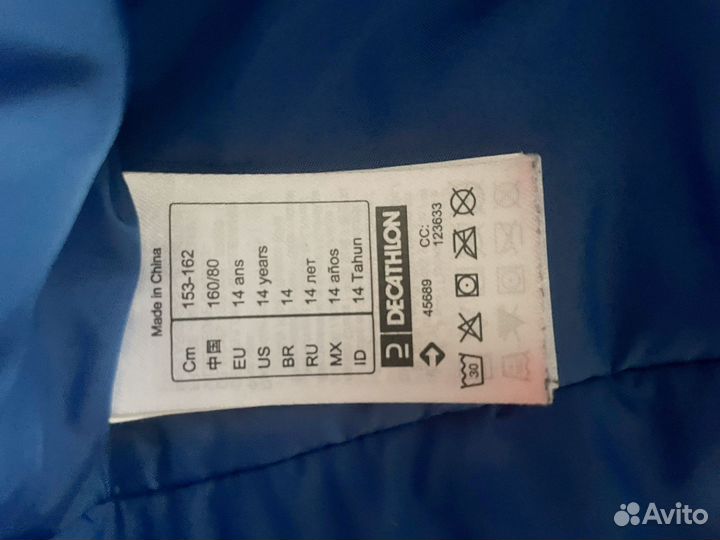 Made in China
Cm 153-162
中国 160/80
EU 14 ans
US 14 years
BR 14
RU 14 лет
MX 14 años
ID 14 Tahun
DECATHLON
45689 CC: 123633
30
Avito